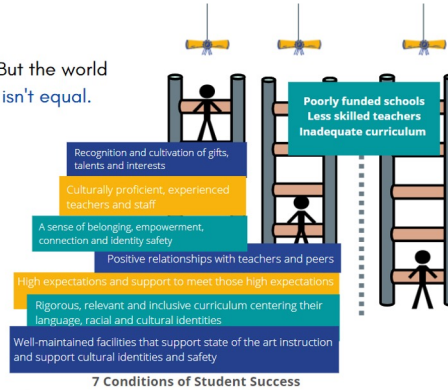 But the world
isn't equal.
Poorly funded schools
Less skilled teachers
Inadequate curriculum
Recognition and cultivation of gifts,
talents and interests
Culturally proficient, experienced
teachers and staff
A sense of belonging, empowerment,
connection and identity safety
Positive relationships with teachers and peers
High expectations and support to meet those high expectations
Rigorous, relevant and inclusive curriculum centering their
language, racial and cultural identities
Well-maintained facilities that support state of the art instruction
and support cultural identities and safety
7 Conditions of Student Success